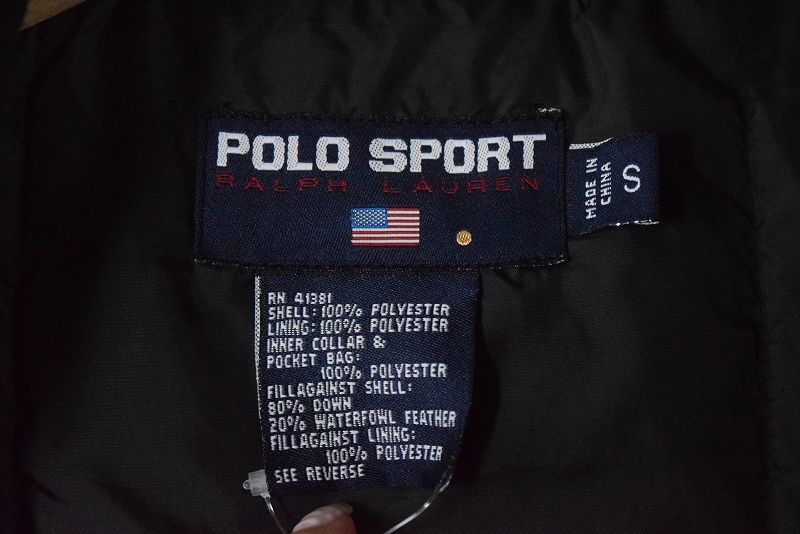 POLO SPORT
RALPH LAUREN
MADE IN
CHINA
S
RN 41381
SHELL: 100% POLYESTER
LINING: 100% POLYESTER
INNER COLLAR &
POCKET BAG:
100% POLYESTER
FILLAGAINST SHELL:
80% DOWN
20% WATERFOWL FEATHER
FILLAGAINST LINING:
100% POLYESTER
SEE REVERSE